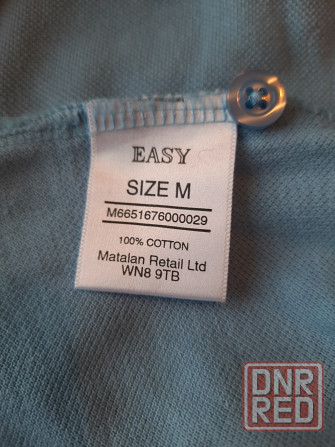 EASY
SIZE M
M6651676000029
100% COTTON
Matalan Retail Ltd
WN8 9TB
DNR
RED